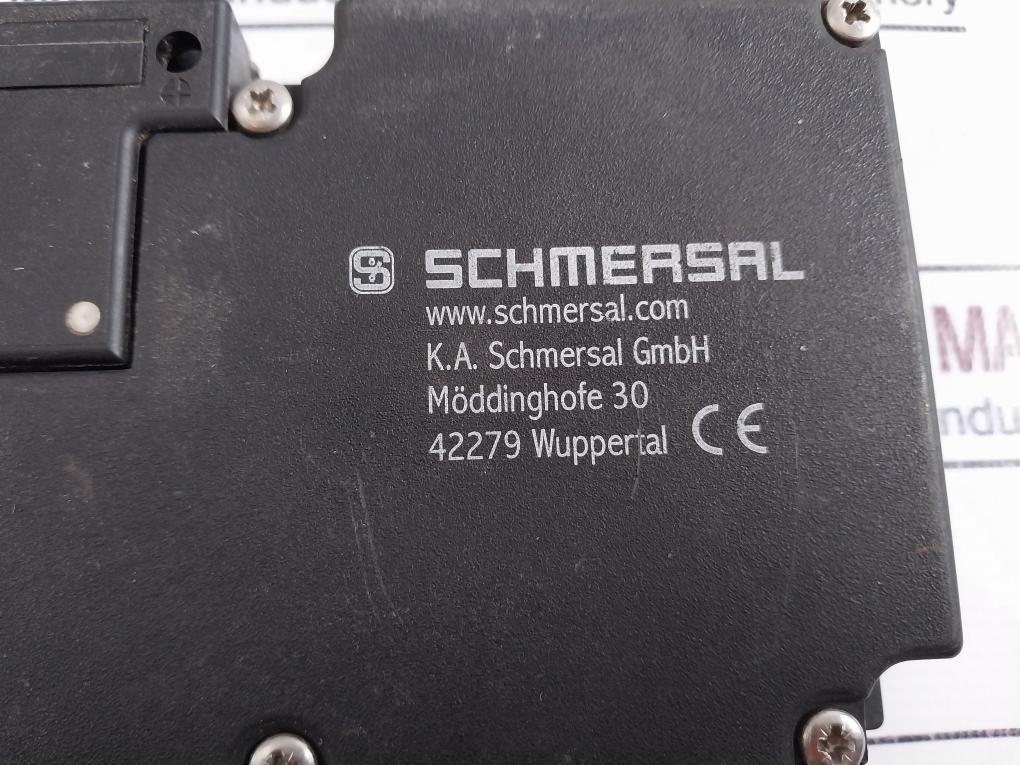 SCHMERSAL
www.schmersal.com
K.A. Schmersal GmbH
Möddinghofe 30
42279 Wuppertal CE